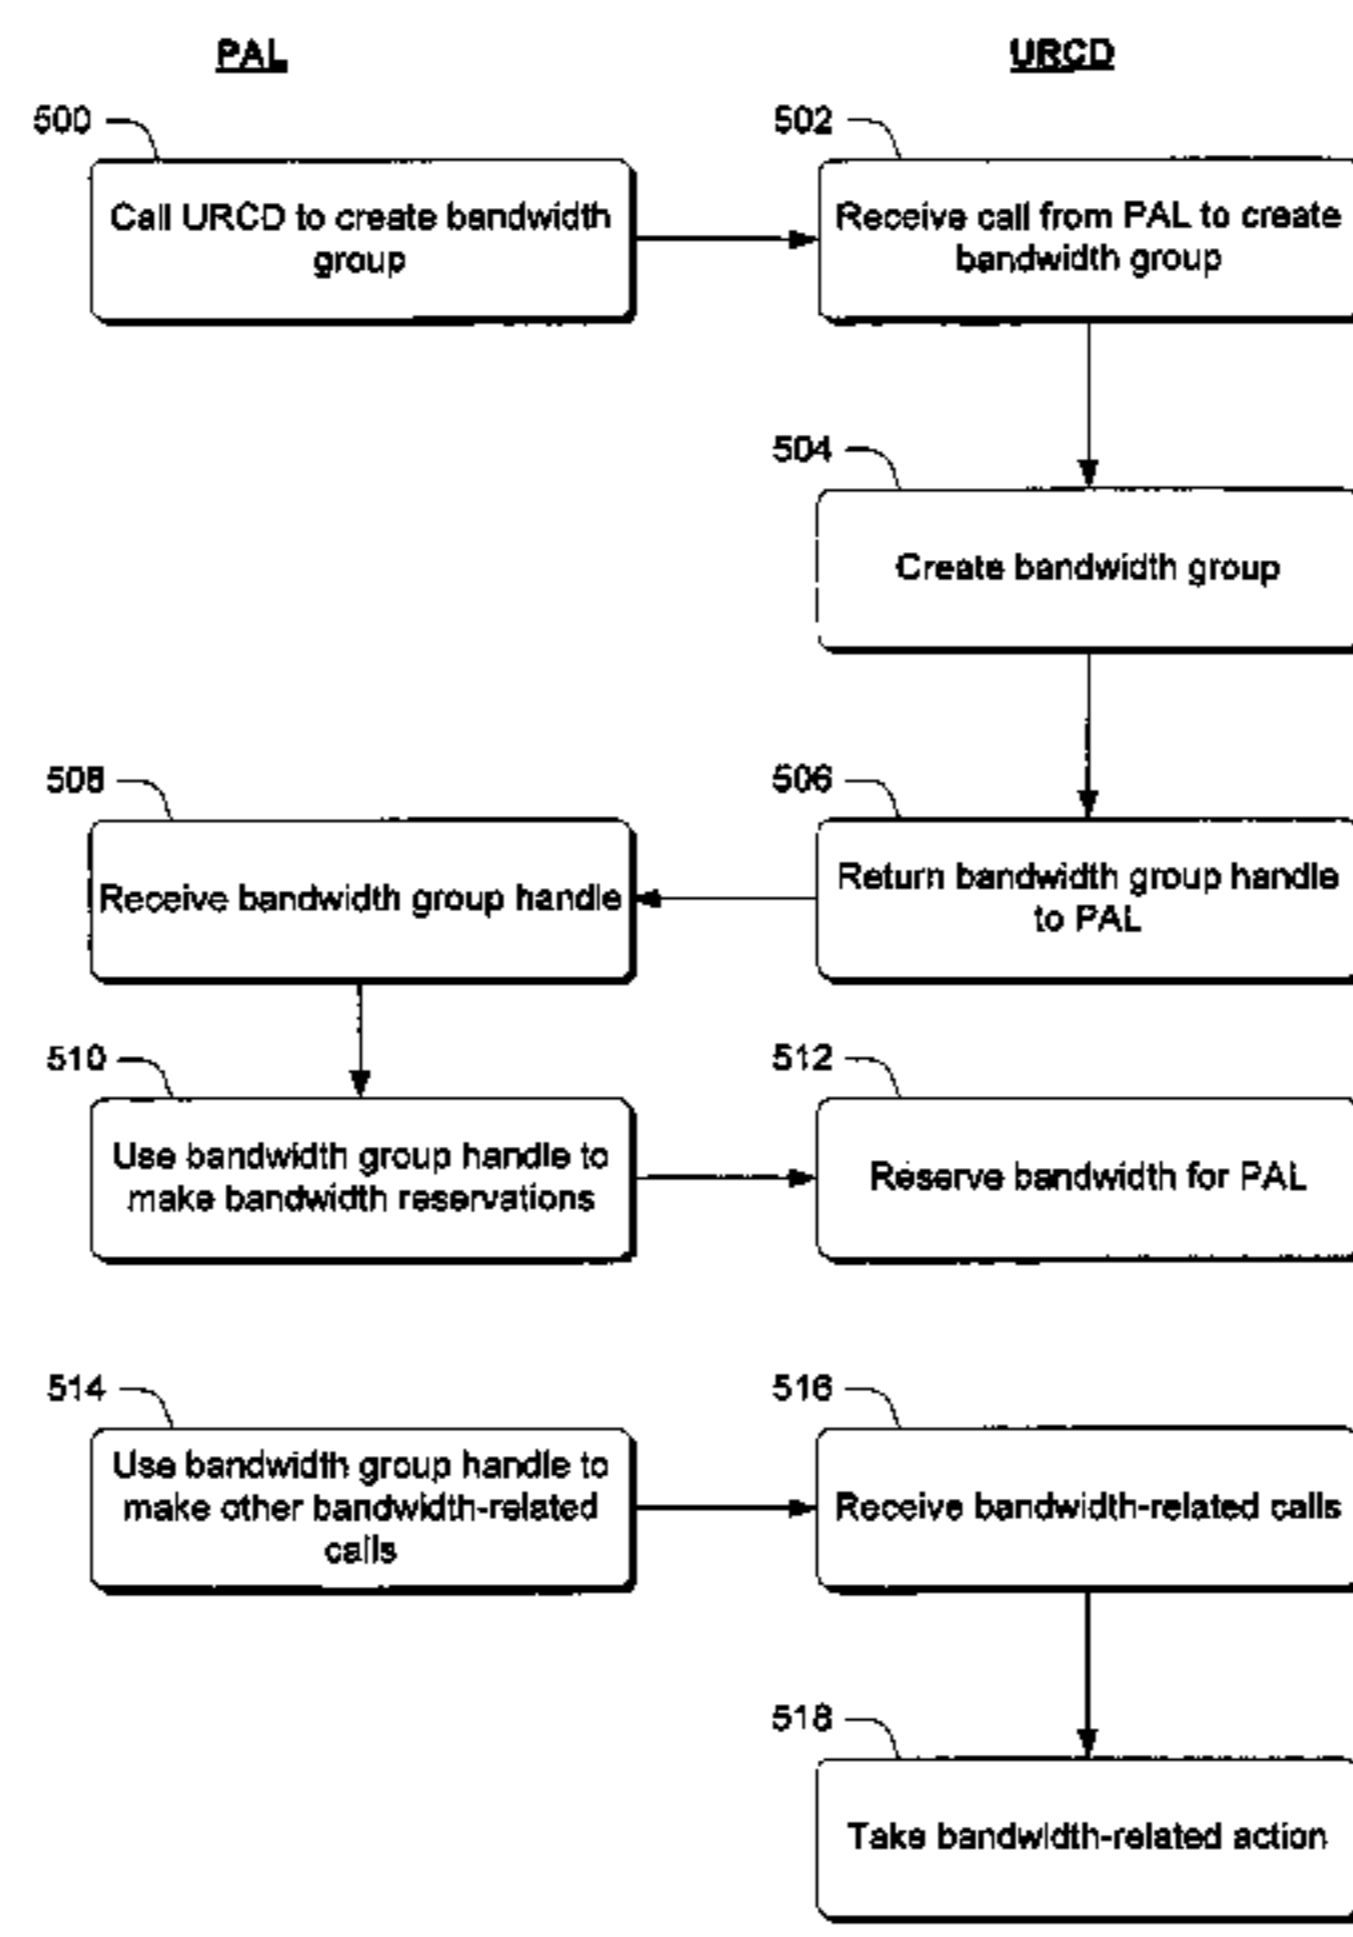 PAL
URCD
500
502
Call URCD to create bandwidth
group
Receive call from PAL to create
bandwidth group
504
Create bandwidth group
508
506
Receive bandwidth group handle
Return bandwidth group handle
to PAL
510
512
Use bandwidth group handle to
make bandwidth reservations
Reserve bandwidth for PAL
514
516
Use bandwidth group handle to
make other bandwidth-related
calls
Receive bandwidth-related calls
518
Take bandwidth-related action